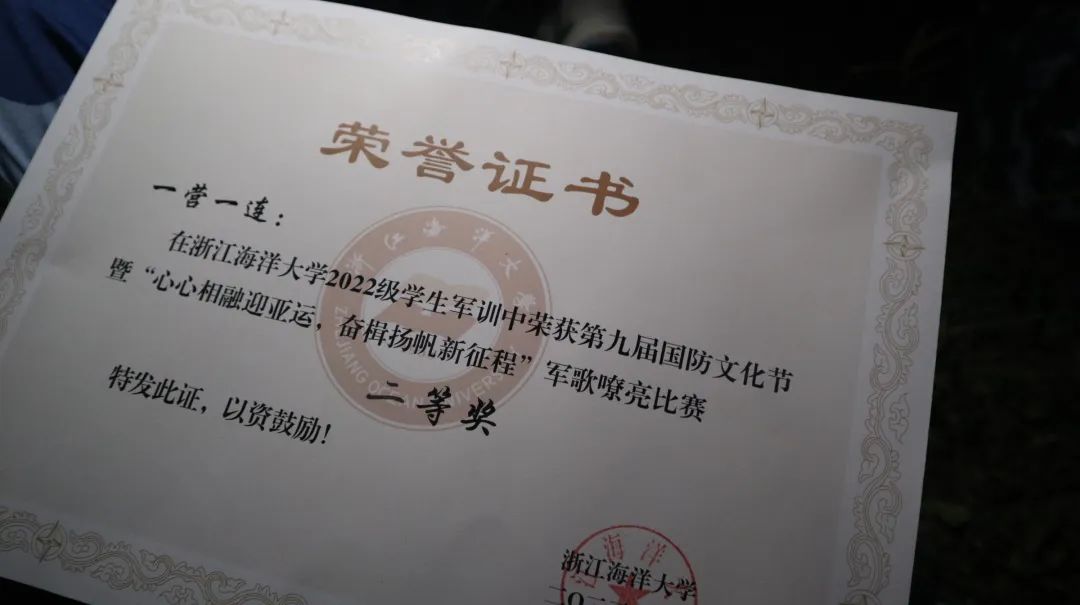 荣誉证书
一营一连：
在浙江海洋大学2022级学生军训中荣获第九届国防文化节
暨“心心相融迎亚运，奋楫扬帆新征程”军歌嘹亮比赛
二等奖
特发此证，以资鼓励！
浙江海洋大学